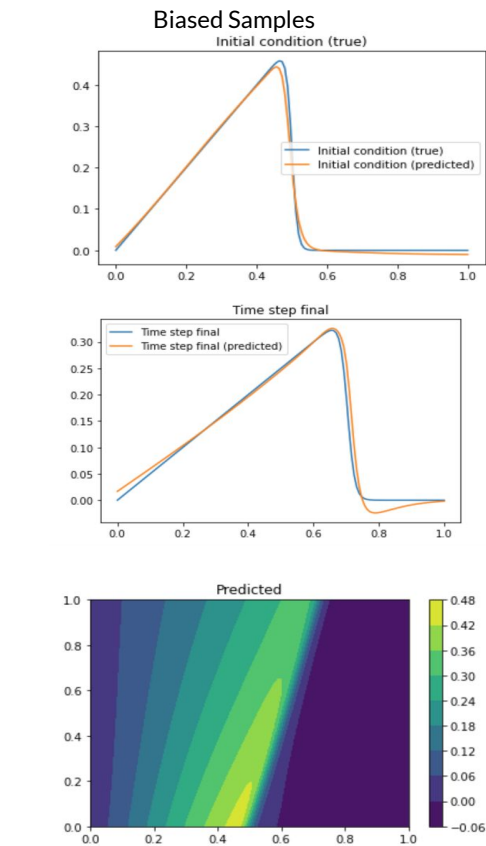 Biased Samples
Initial condition (true)
0.4
0.3
0.2
0.1
0.0
Initial condition (true)
Initial condition (predicted)
0.0 0.2 0.4 0.6 0.8 1.0
Time step final
0.30
0.25
0.20
0.15
0.10
0.05
0.00
Time step final
Time step final (predicted)
0.0 0.2 0.4 0.6 0.8 1.0
Predicted
1.0
0.8
0.6
0.4
0.2
0.0
0.0 0.2 0.4 0.6 0.8 1.0
0.48
0.42
0.36
0.30
0.24
0.18
0.12
0.06
0.00
−0.06